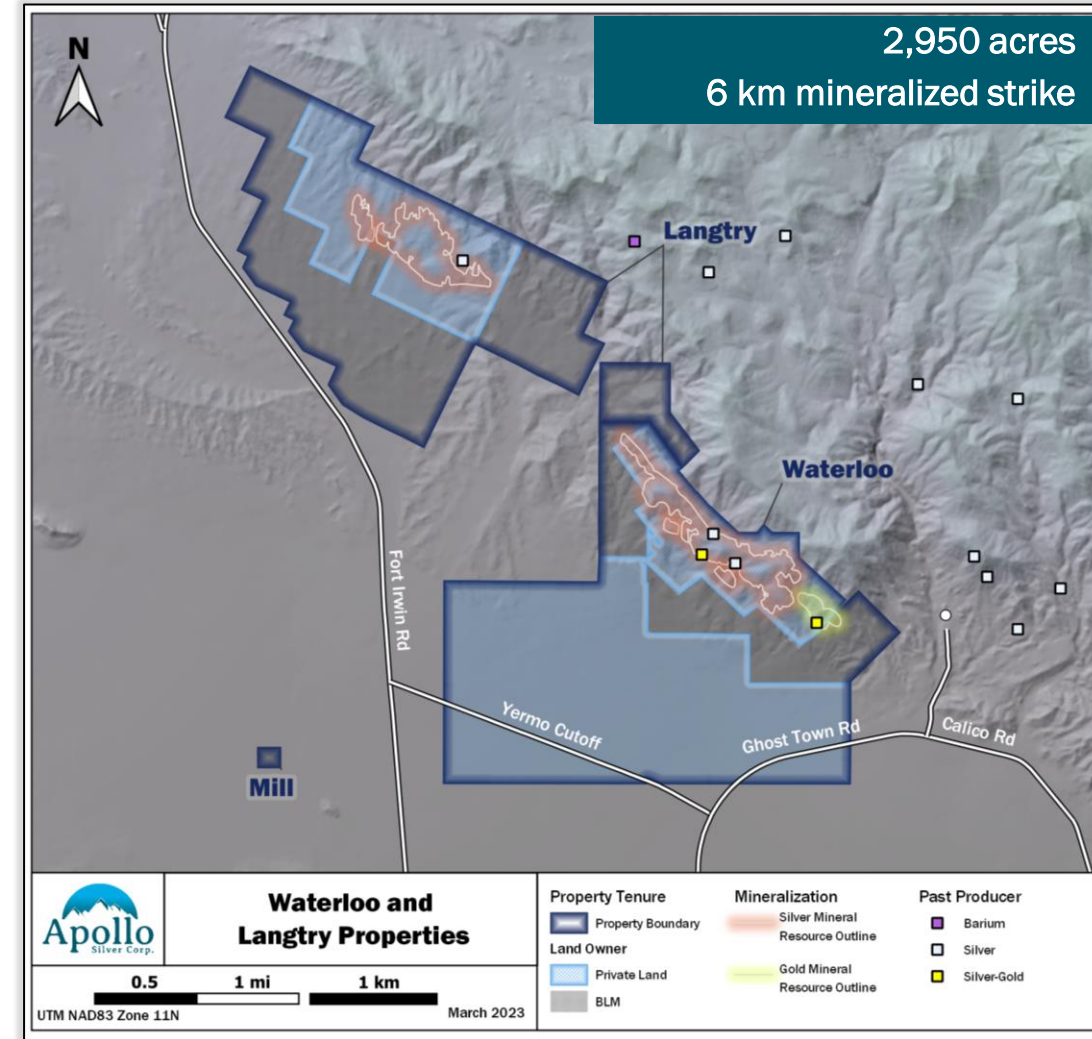 2,950 acres
6 km mineralized strike
N
Langtry
Waterloo
Fort Irwin Rd
Yermo Cutoff
Ghost Town Rd
Calico Rd
Mill
Apollo
Silver Corp.
Waterloo and
Langtry Properties
0.5 1 mi 1 km
UTM NAD83 Zone 11N
March 2023
Property Tenure
Property Boundary
Land Owner
Private Land
BLM
Mineralization
Silver Mineral
Resource Outline
Gold Mineral
Resource Outline
Past Producer
Barium
Silver
Silver-Gold